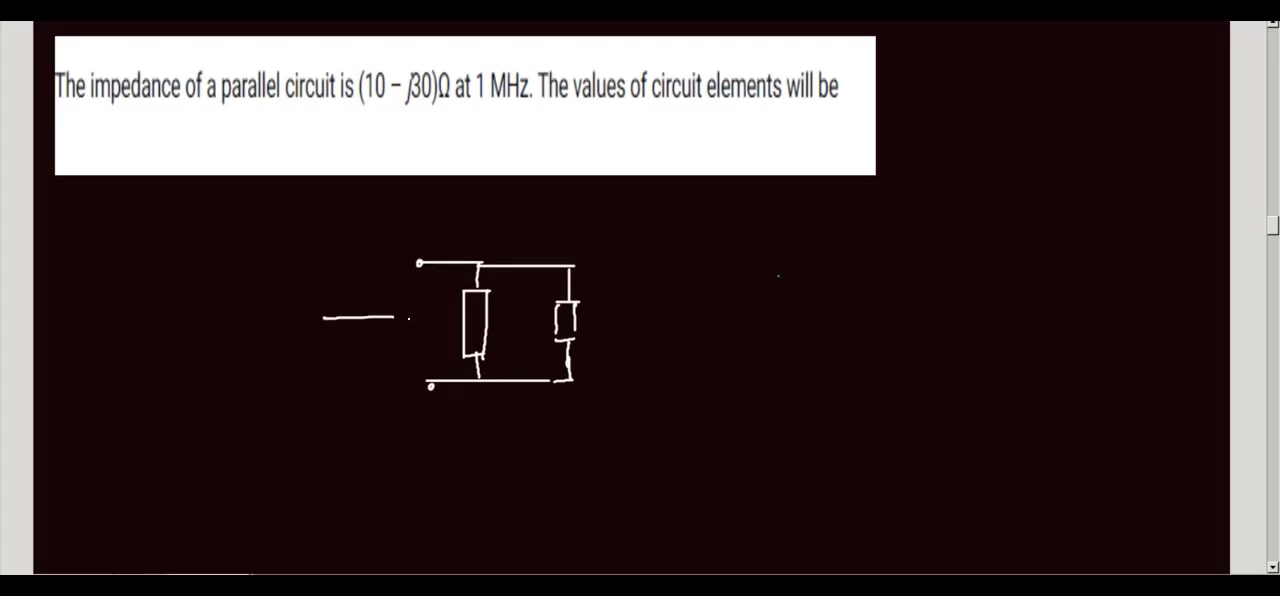 The impedance of a parallel circuit is (10 − j30)Ω at 1 MHz. The values of circuit elements will be